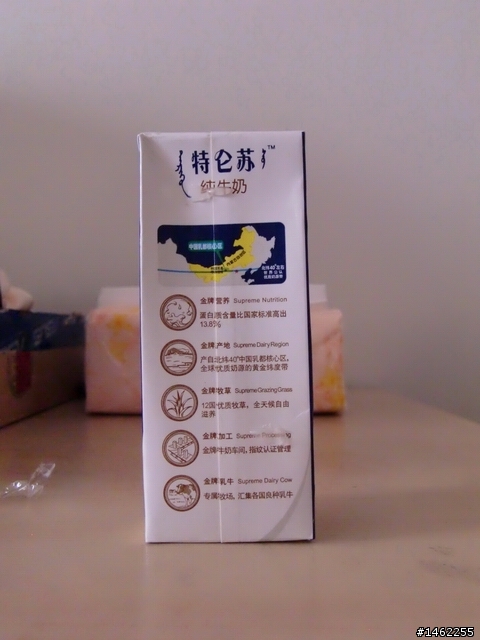 特仑苏™
纯牛奶
中国乳都核心区
金牌营养 Supreme Nutrition
蛋白质含量比国家标准高出
13.8%
金牌产地 Supreme Dairy Region
产自北纬40°中国乳都核心区,
全球优质奶源的黄金纬度带
金牌牧草 Supreme Grazing Grass
12国优质牧草,全天候自由
滋养
金牌加工 Supreme Processing
金牌牛奶车间,指纹认证管理
金牌乳牛 Supreme Dairy Cow
专属牧场,汇集各国良种乳牛
#1462255